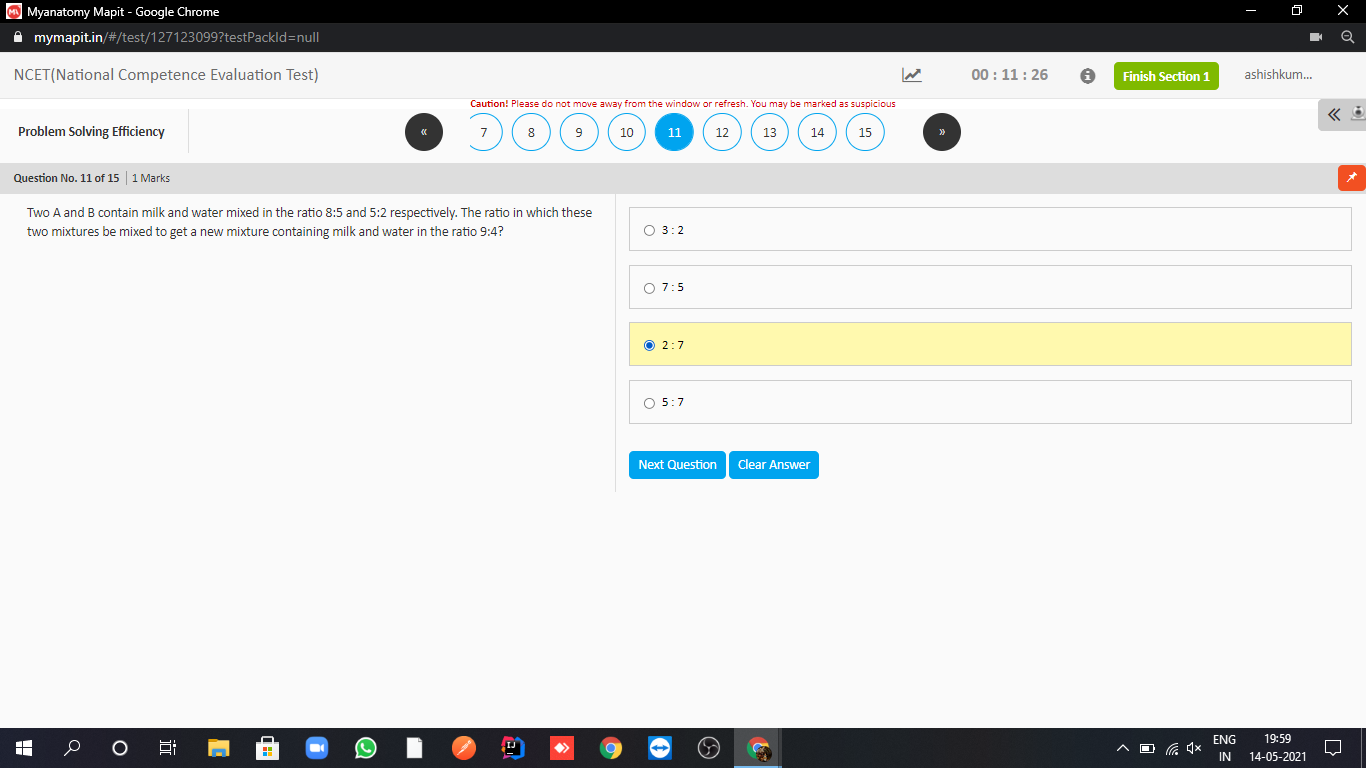 Myanatomy Mapit - Google Chrome
mymapit.in/#/test/127123099?testPackId=null
NCET(National Competence Evaluation Test)
00 : 11 : 26
Finish Section 1
ashishkum...
Caution! Please do not move away from the window or refresh. You may be marked as suspicious
Problem Solving Efficiency
« 7 8 9 10 11 12 13 14 15 »
Question No. 11 of 15 | 1 Marks
Two A and B contain milk and water mixed in the ratio 8:5 and 5:2 respectively. The ratio in which these
two mixtures be mixed to get a new mixture containing milk and water in the ratio 9:4?
3 : 2
7 : 5
2 : 7
5 : 7
Next Question
Clear Answer
ENG
IN
19:59
14-05-2021